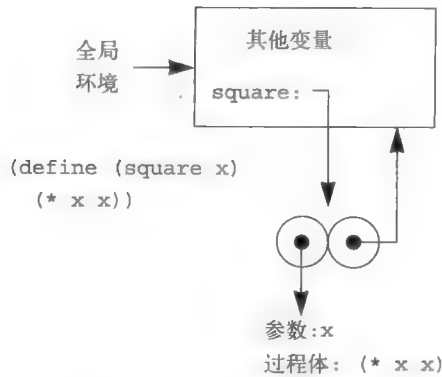 全局
环境
其他变量
square:
(define (square x)
(* x x))
参数:x
过程体: (* x x)